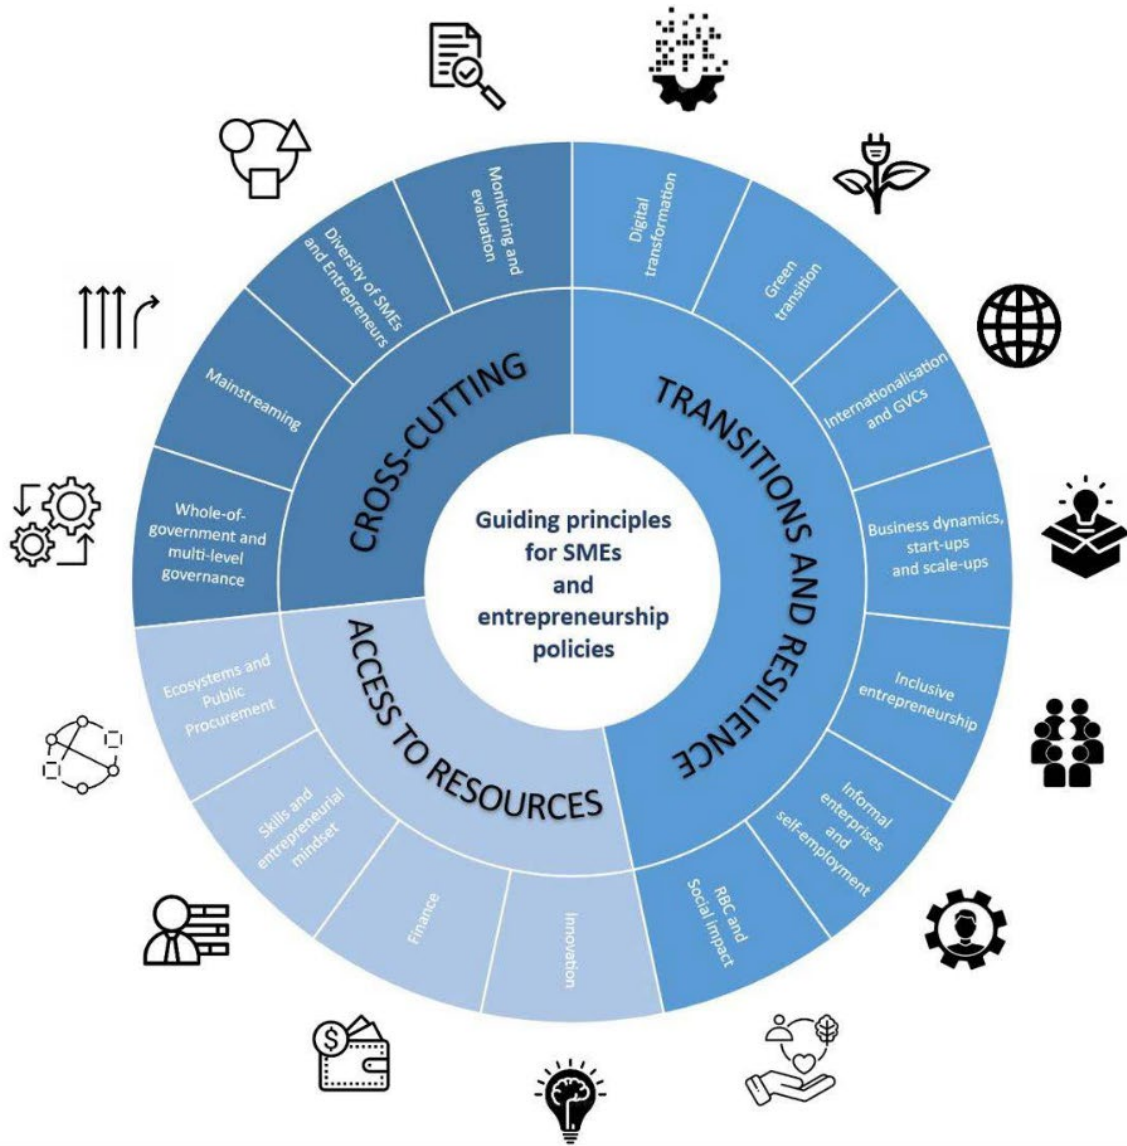 Guiding principles
for SMEs
and
entrepreneurship
policies
TRANSITIONS AND RESILIENCE
Digital
transformation
Green
transition
Internationalisation
and GVCs
Business dynamics,
start-ups
and scale-ups
Inclusive
entrepreneurship
Informal
enterprises
and
self-employment
RBC and
Social impact
ACCESS TO RESOURCES
Innovation
Finance
Skills and
entrepreneurial
mindset
Ecosystems and
Public
Procurement
CROSS-CUTTING
Whole-of-
government and
multi-level
governance
Mainstreaming
Diversity of SMEs
and Entrepreneurs
Monitoring and
evaluation
$